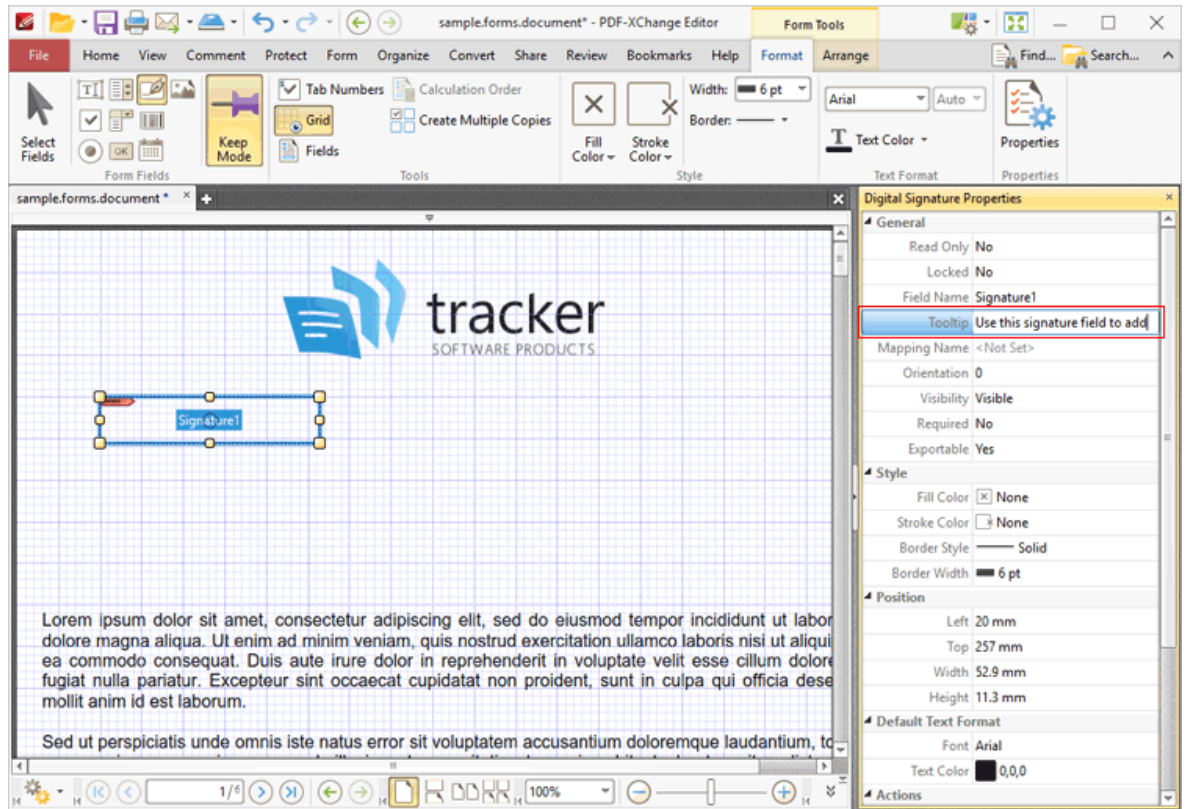 sample.forms.document* - PDF-XChange Editor
Form Tools
File Home View Comment Protect Form Organize Convert Share Review Bookmarks Help Format Arrange Find... Search...
Select Fields
OK
Form Fields
Keep Mode
Tab Numbers
Grid
Fields
Calculation Order
Create Multiple Copies
Tools
Fill Color
Stroke Color
Width: 6 pt
Border:
Style
Arial Auto
T Text Color
Text Format
Properties
Properties
sample.forms.document *
tracker
SOFTWARE PRODUCTS
Signature1
Lorem ipsum dolor sit amet, consectetur adipiscing elit, sed do eiusmod tempor incididunt ut labor
dolore magna aliqua. Ut enim ad minim veniam, quis nostrud exercitation ullamco laboris nisi ut aliqui
ea commodo consequat. Duis aute irure dolor in reprehenderit in voluptate velit esse cillum dolore
fugiat nulla pariatur. Excepteur sint occaecat cupidatat non proident, sunt in culpa qui officia dese
mollit anim id est laborum.
Sed ut perspiciatis unde omnis iste natus error sit voluptatem accusantium doloremque laudantium, to
Digital Signature Properties
General
Read Only No
Locked No
Field Name Signature1
Tooltip Use this signature field to add
Mapping Name <Not Set>
Orientation 0
Visibility Visible
Required No
Exportable Yes
Style
Fill Color None
Stroke Color None
Border Style Solid
Border Width 6 pt
Position
Left 20 mm
Top 257 mm
Width 52.9 mm
Height 11.3 mm
Default Text Format
Font Arial
Text Color 0,0,0
Actions
1/6
100%